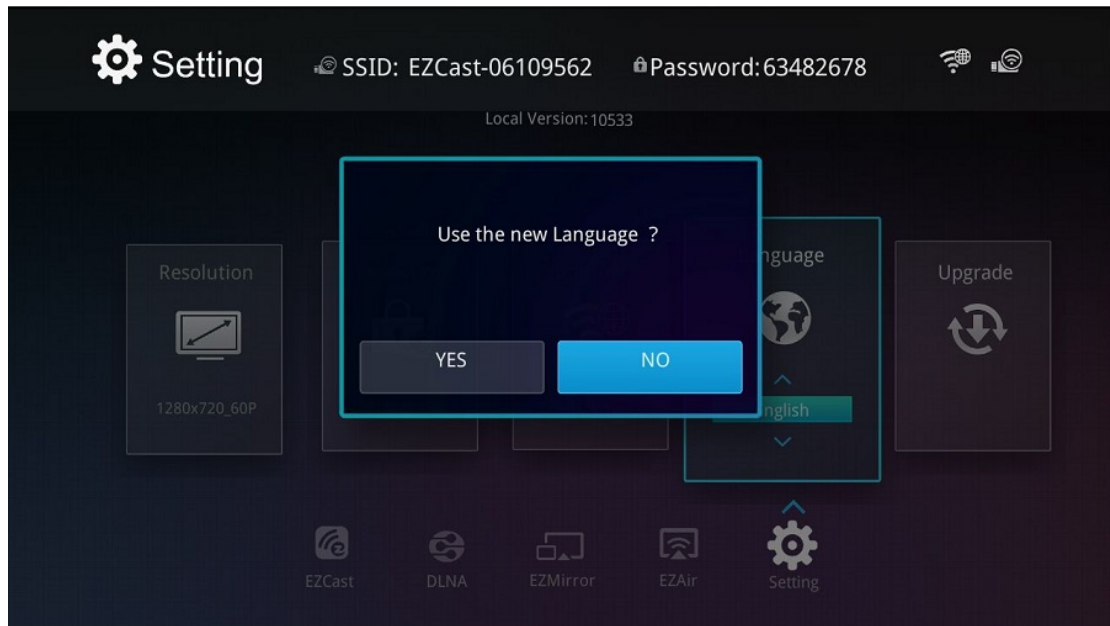 Setting
SSID: EZCast-06109562
Password:63482678
Local Version:10533
Use the new Language ?
YES
NO
Resolution
1280x720_60P
nguage
nglish
Upgrade
EZCast
DLNA
EZMirror
EZAir
Setting